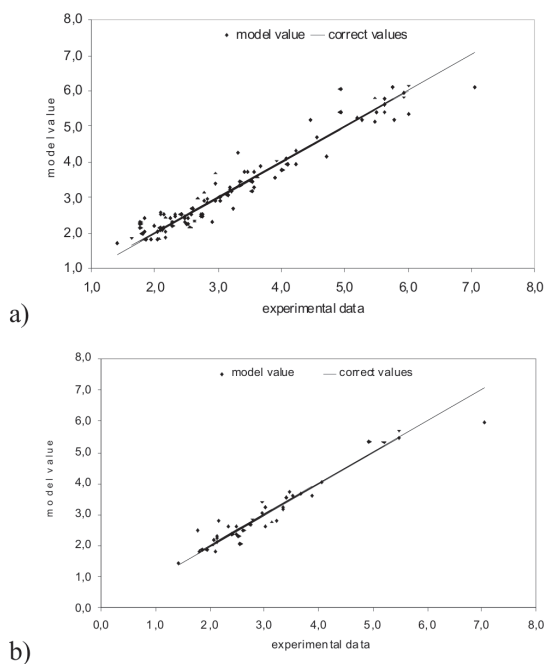 8,0
7,0
6,0
5,0
4,0
3,0
2,0
1,0
model value
correct values
model value
1,0 2,0 3,0 4,0 5,0 6,0 7,0 8,0
experimental data
a)
8,0
7,0
6,0
5,0
4,0
3,0
2,0
1,0
0,0
model value
correct values
model value
0,0 1,0 2,0 3,0 4,0 5,0 6,0 7,0 8,0
experimental data
b)